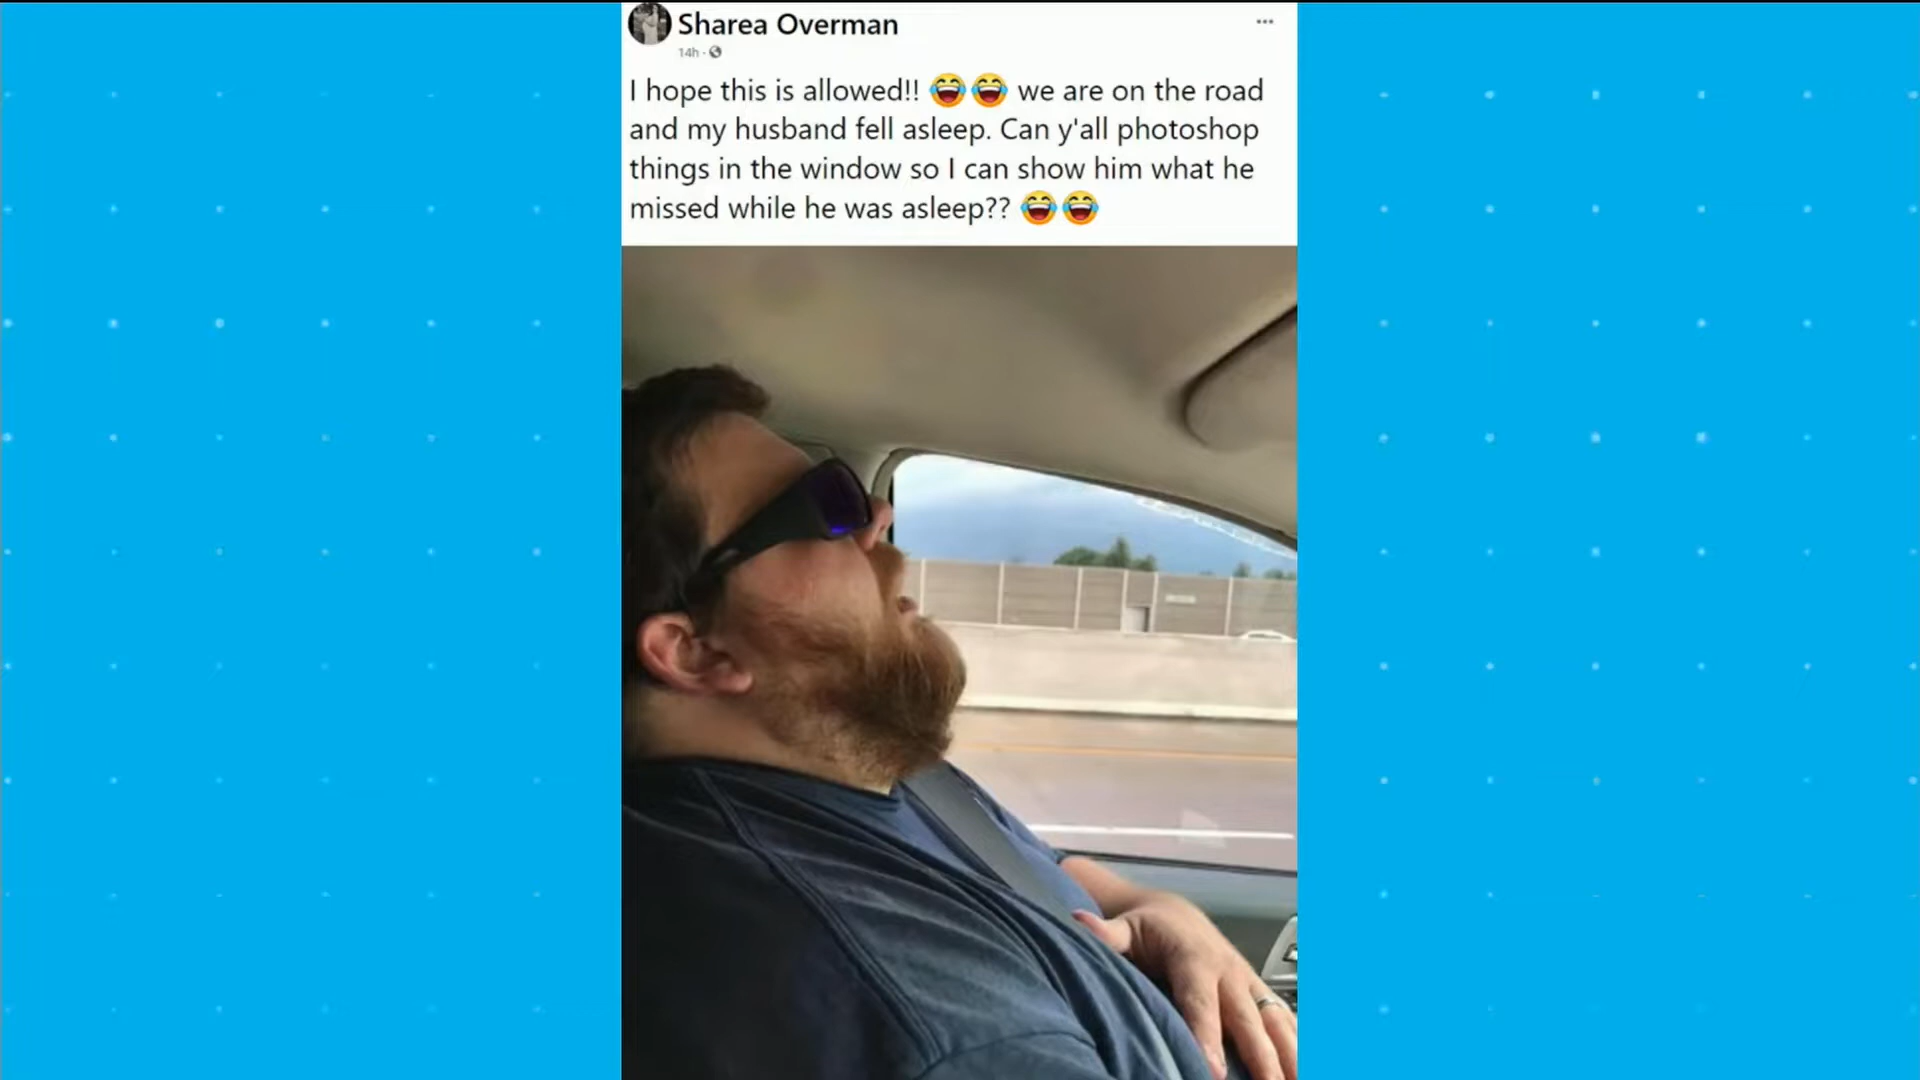 Sharea Overman
14h ·
I hope this is allowed!! 😂😂 we are on the road
and my husband fell asleep. Can y'all photoshop
things in the window so I can show him what he
missed while he was asleep?? 😂😂